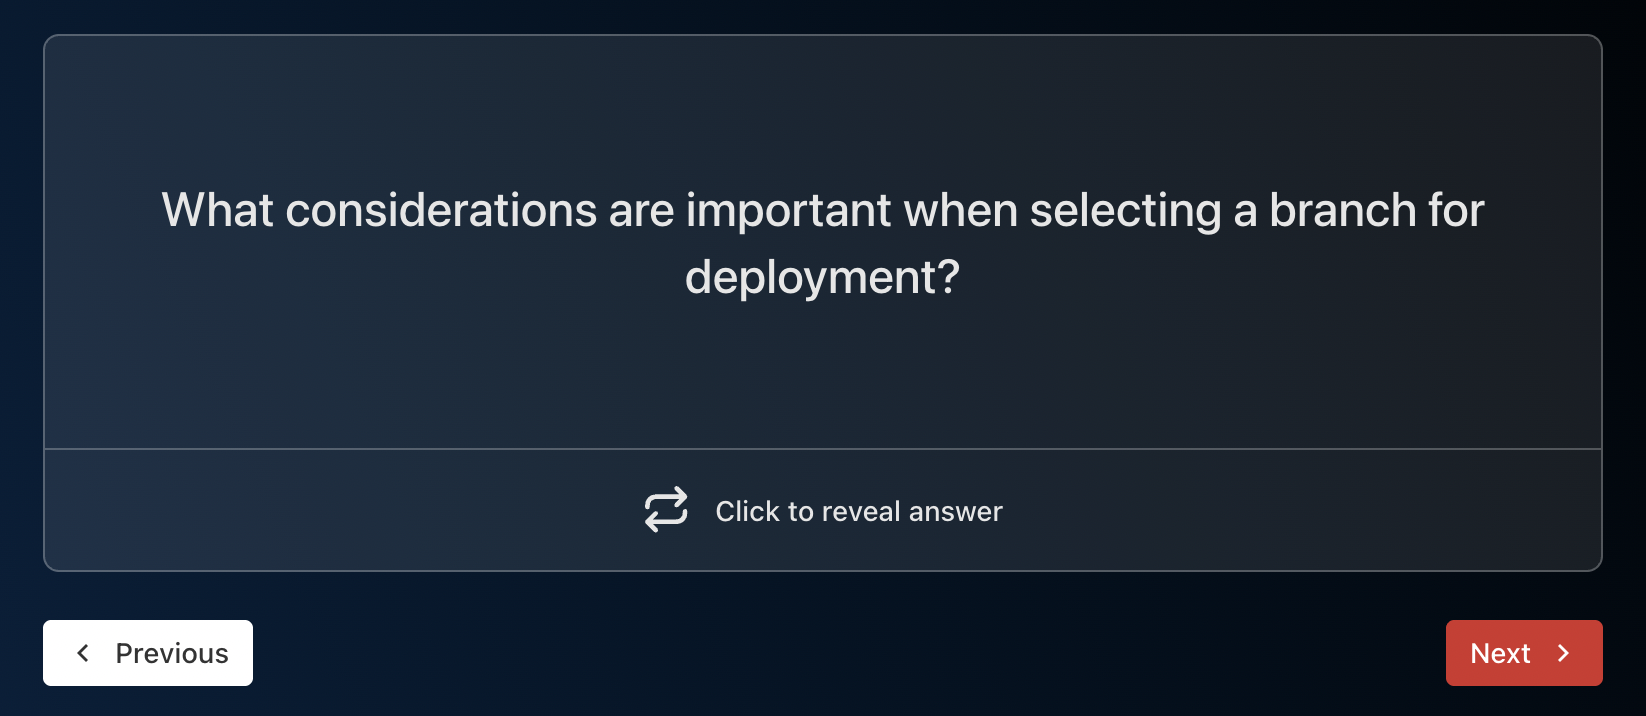 What considerations are important when selecting a branch for
deployment?
Click to reveal answer
Previous
Next